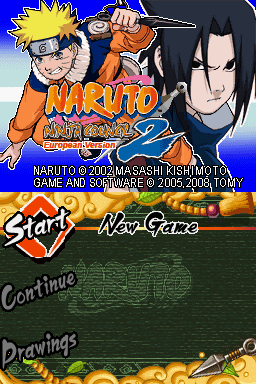 NARUTO
NINJA COUNCIL
2
European Version
NARUTO © 2002 MASASHI KISHIMOTO
GAME AND SOFTWARE © 2005,2008 TOMY
Start
New Game
NARUTO
Continue
Drawings